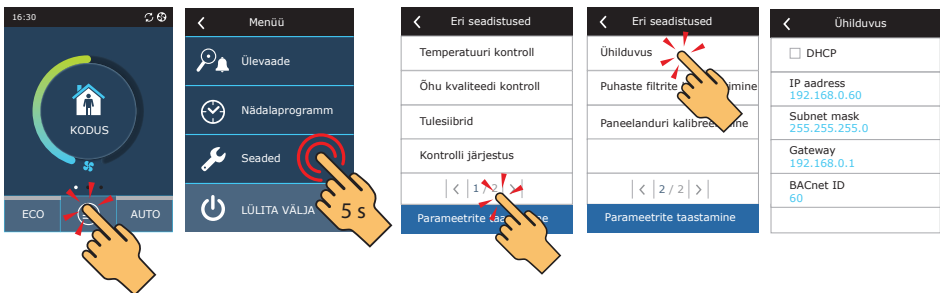 16:30
KODUS
ECO
AUTO
Menüü
Ülevaade
Nädalaprogramm
Seaded
LÜLITA VÄLJA
5 s
Eri seadistused
Temperatuuri kontroll
Õhu kvaliteedi kontroll
Tulesiibrid
Kontrolli järjestus
< 1 / 2 >
Parameetrite
Eri seadistused
Ühilduvus
Puhaste filtrite
Paneelanduri
< 2 / 2 >
Parameetrite taastamine
Ühilduvus
DHCP
IP aadress
192.168.0.60
Subnet mask
255.255.255.0
Gateway
192.168.0.1
BACnet ID
60